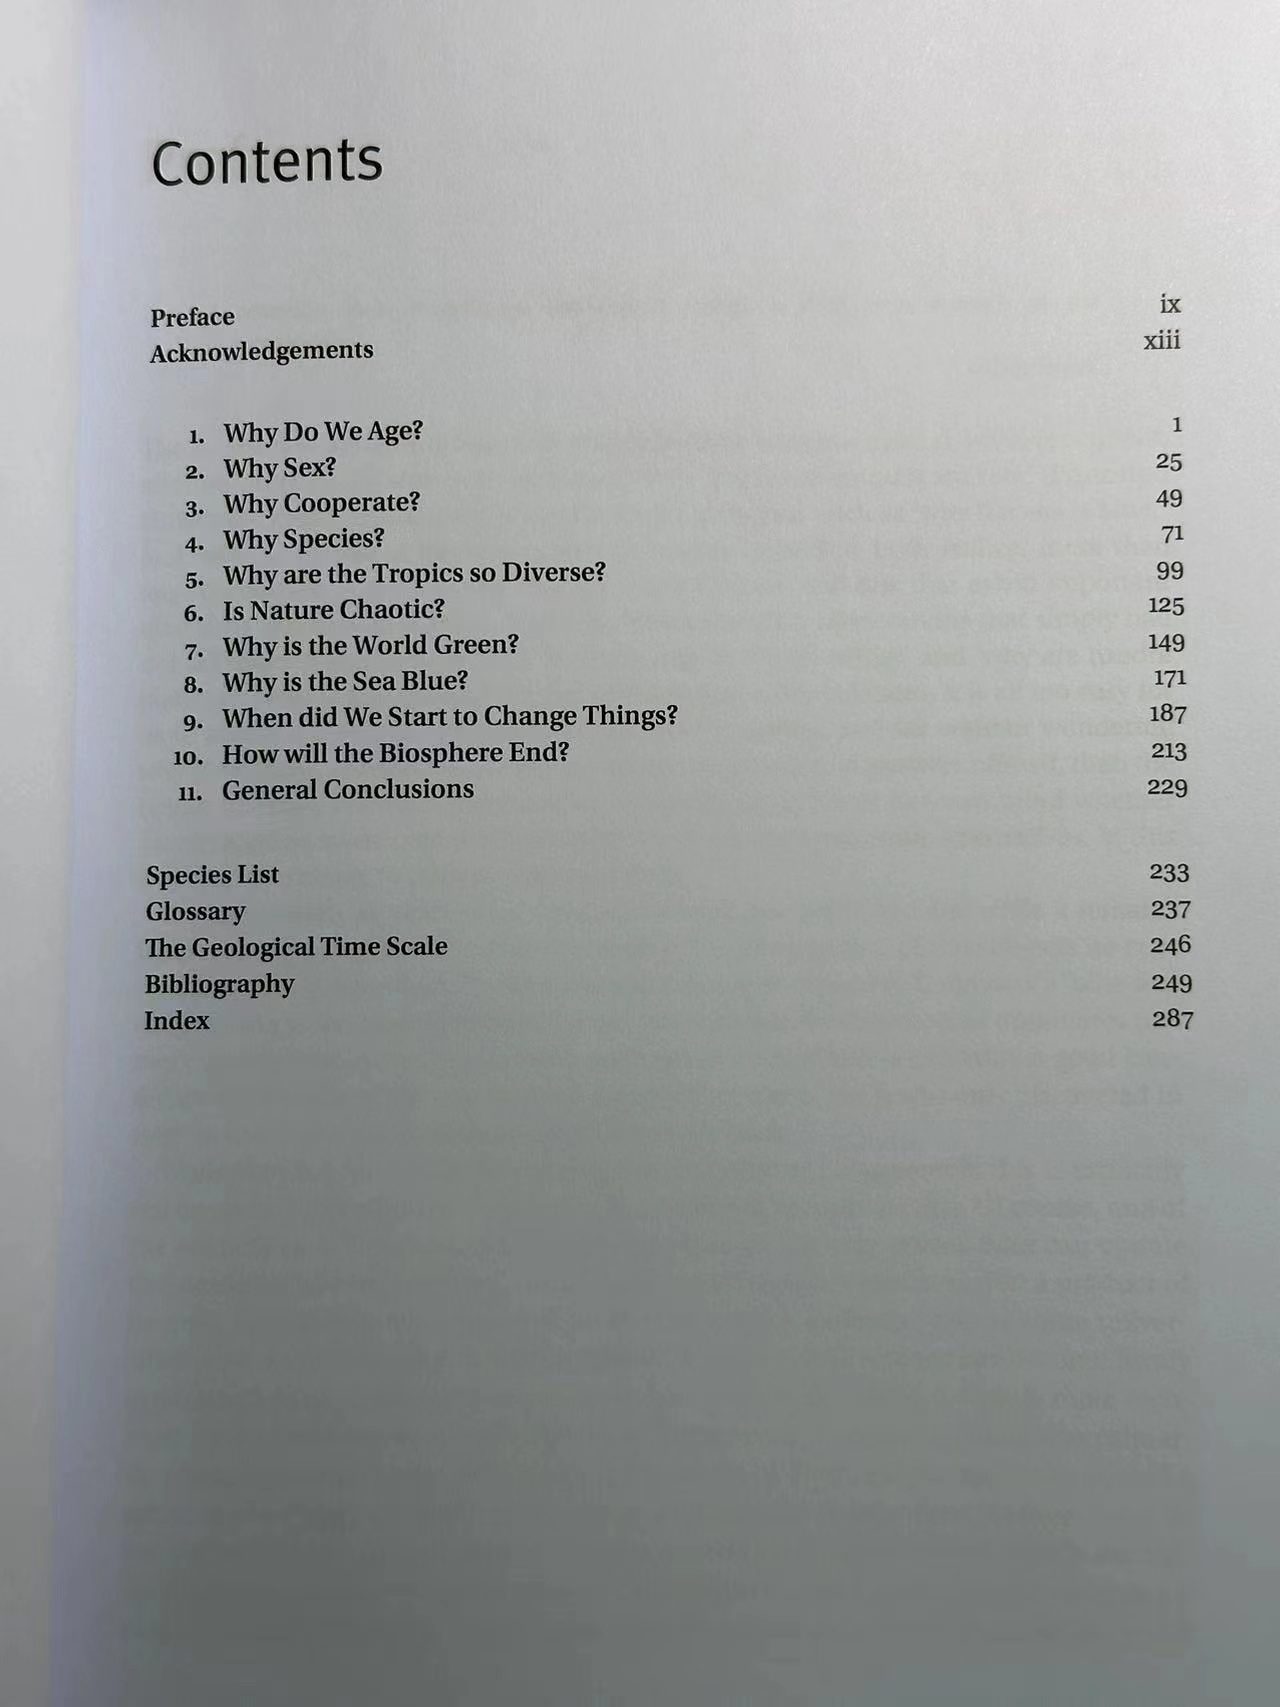 Contents
Preface ix
Acknowledgements xiii
1. Why Do We Age? 1
2. Why Sex? 25
3. Why Cooperate? 49
4. Why Species? 71
5. Why are the Tropics so Diverse? 99
6. Is Nature Chaotic? 125
7. Why is the World Green? 149
8. Why is the Sea Blue? 171
9. When did We Start to Change Things? 187
10. How will the Biosphere End? 213
11. General Conclusions 229
Species List 233
Glossary 237
The Geological Time Scale 246
Bibliography 249
Index 287